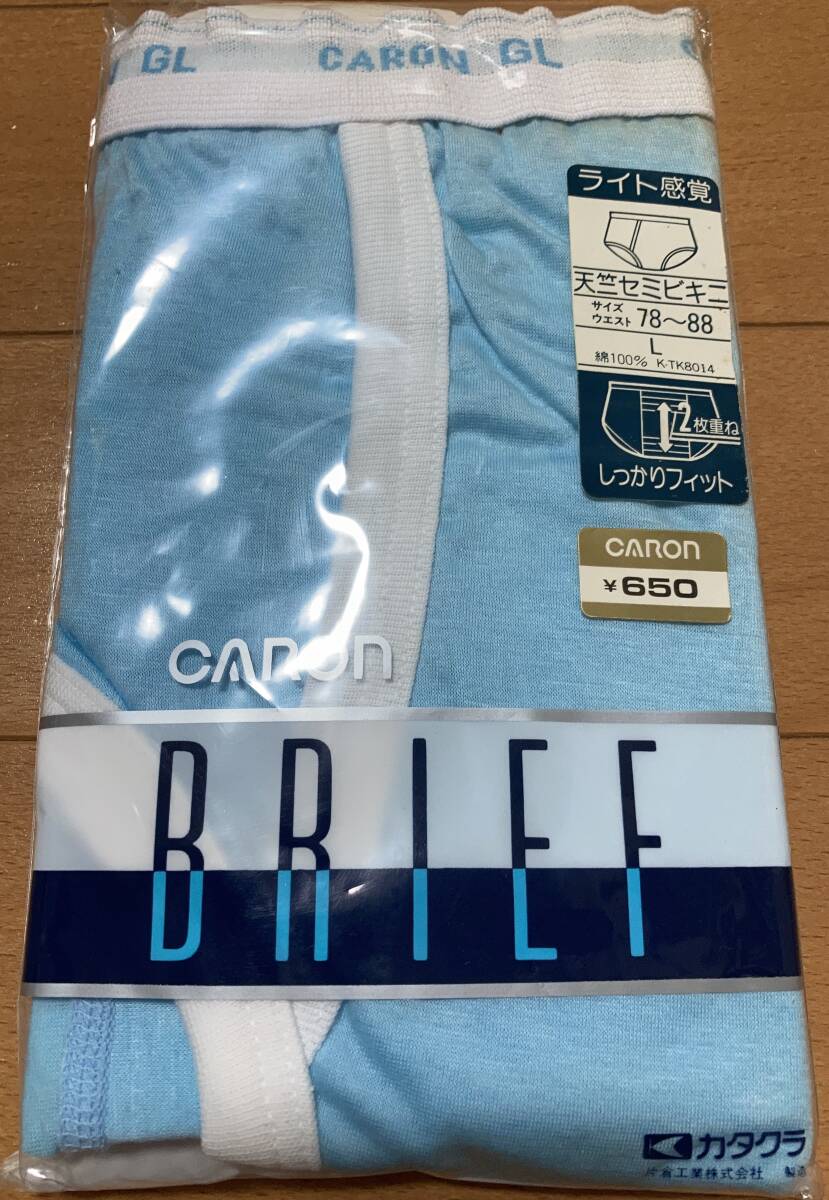 GL CARON GL
ライト感覚
天竺セミビキニ
サイズ
ウエスト 78〜88
L
綿100% K-TK8014
2枚重ね
しっかりフィット
CARON
¥650
CARON
BRIEF
カタクラ
片倉工業株式会社 製造